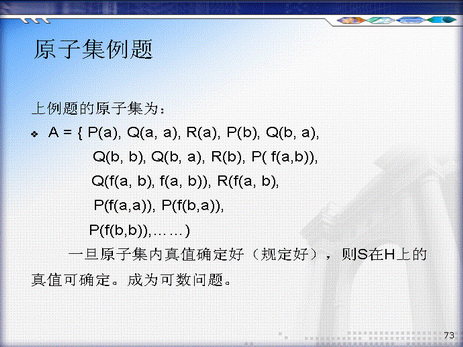 原子集例题
上例题的原子集为：
❖ A = { P(a), Q(a, a), R(a), P(b), Q(b, a),
Q(b, b), Q(b, a), R(b), P( f(a,b)),
Q(f(a, b), f(a, b)), R(f(a, b),
P(f(a,a)), P(f(b,a)),
P(f(b,b)),……)
一旦原子集内真值确定好（规定好），则S在H上的
真值可确定。成为可数问题。
73